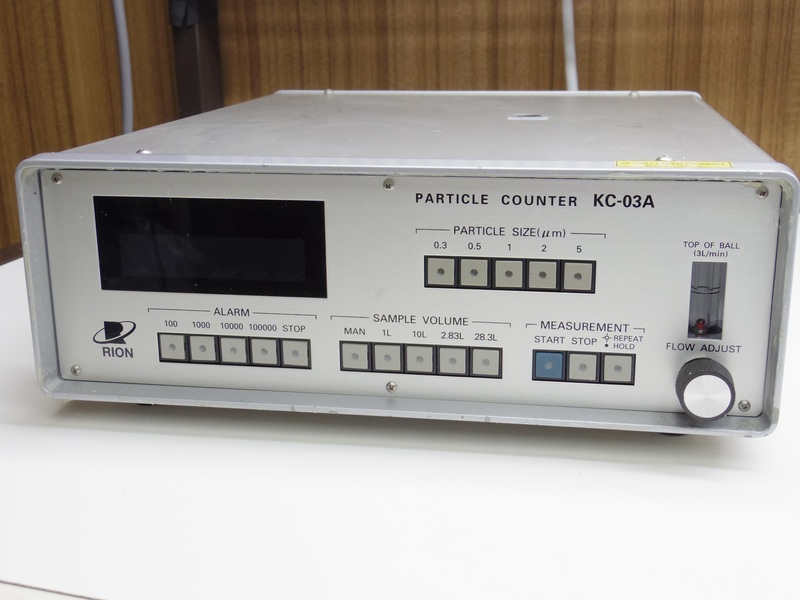 PARTICLE COUNTER KC-03A
PARTICLE SIZE(μm)
0.3 0.5 1 2 5
TOP OF BALL
(3L/min)
ALARM
100 1000 10000 100000 STOP
SAMPLE VOLUME
MAN 1L 10L 2.83L 28.3L
MEASUREMENT
START STOP REPEAT
HOLD
FLOW ADJUST
RION